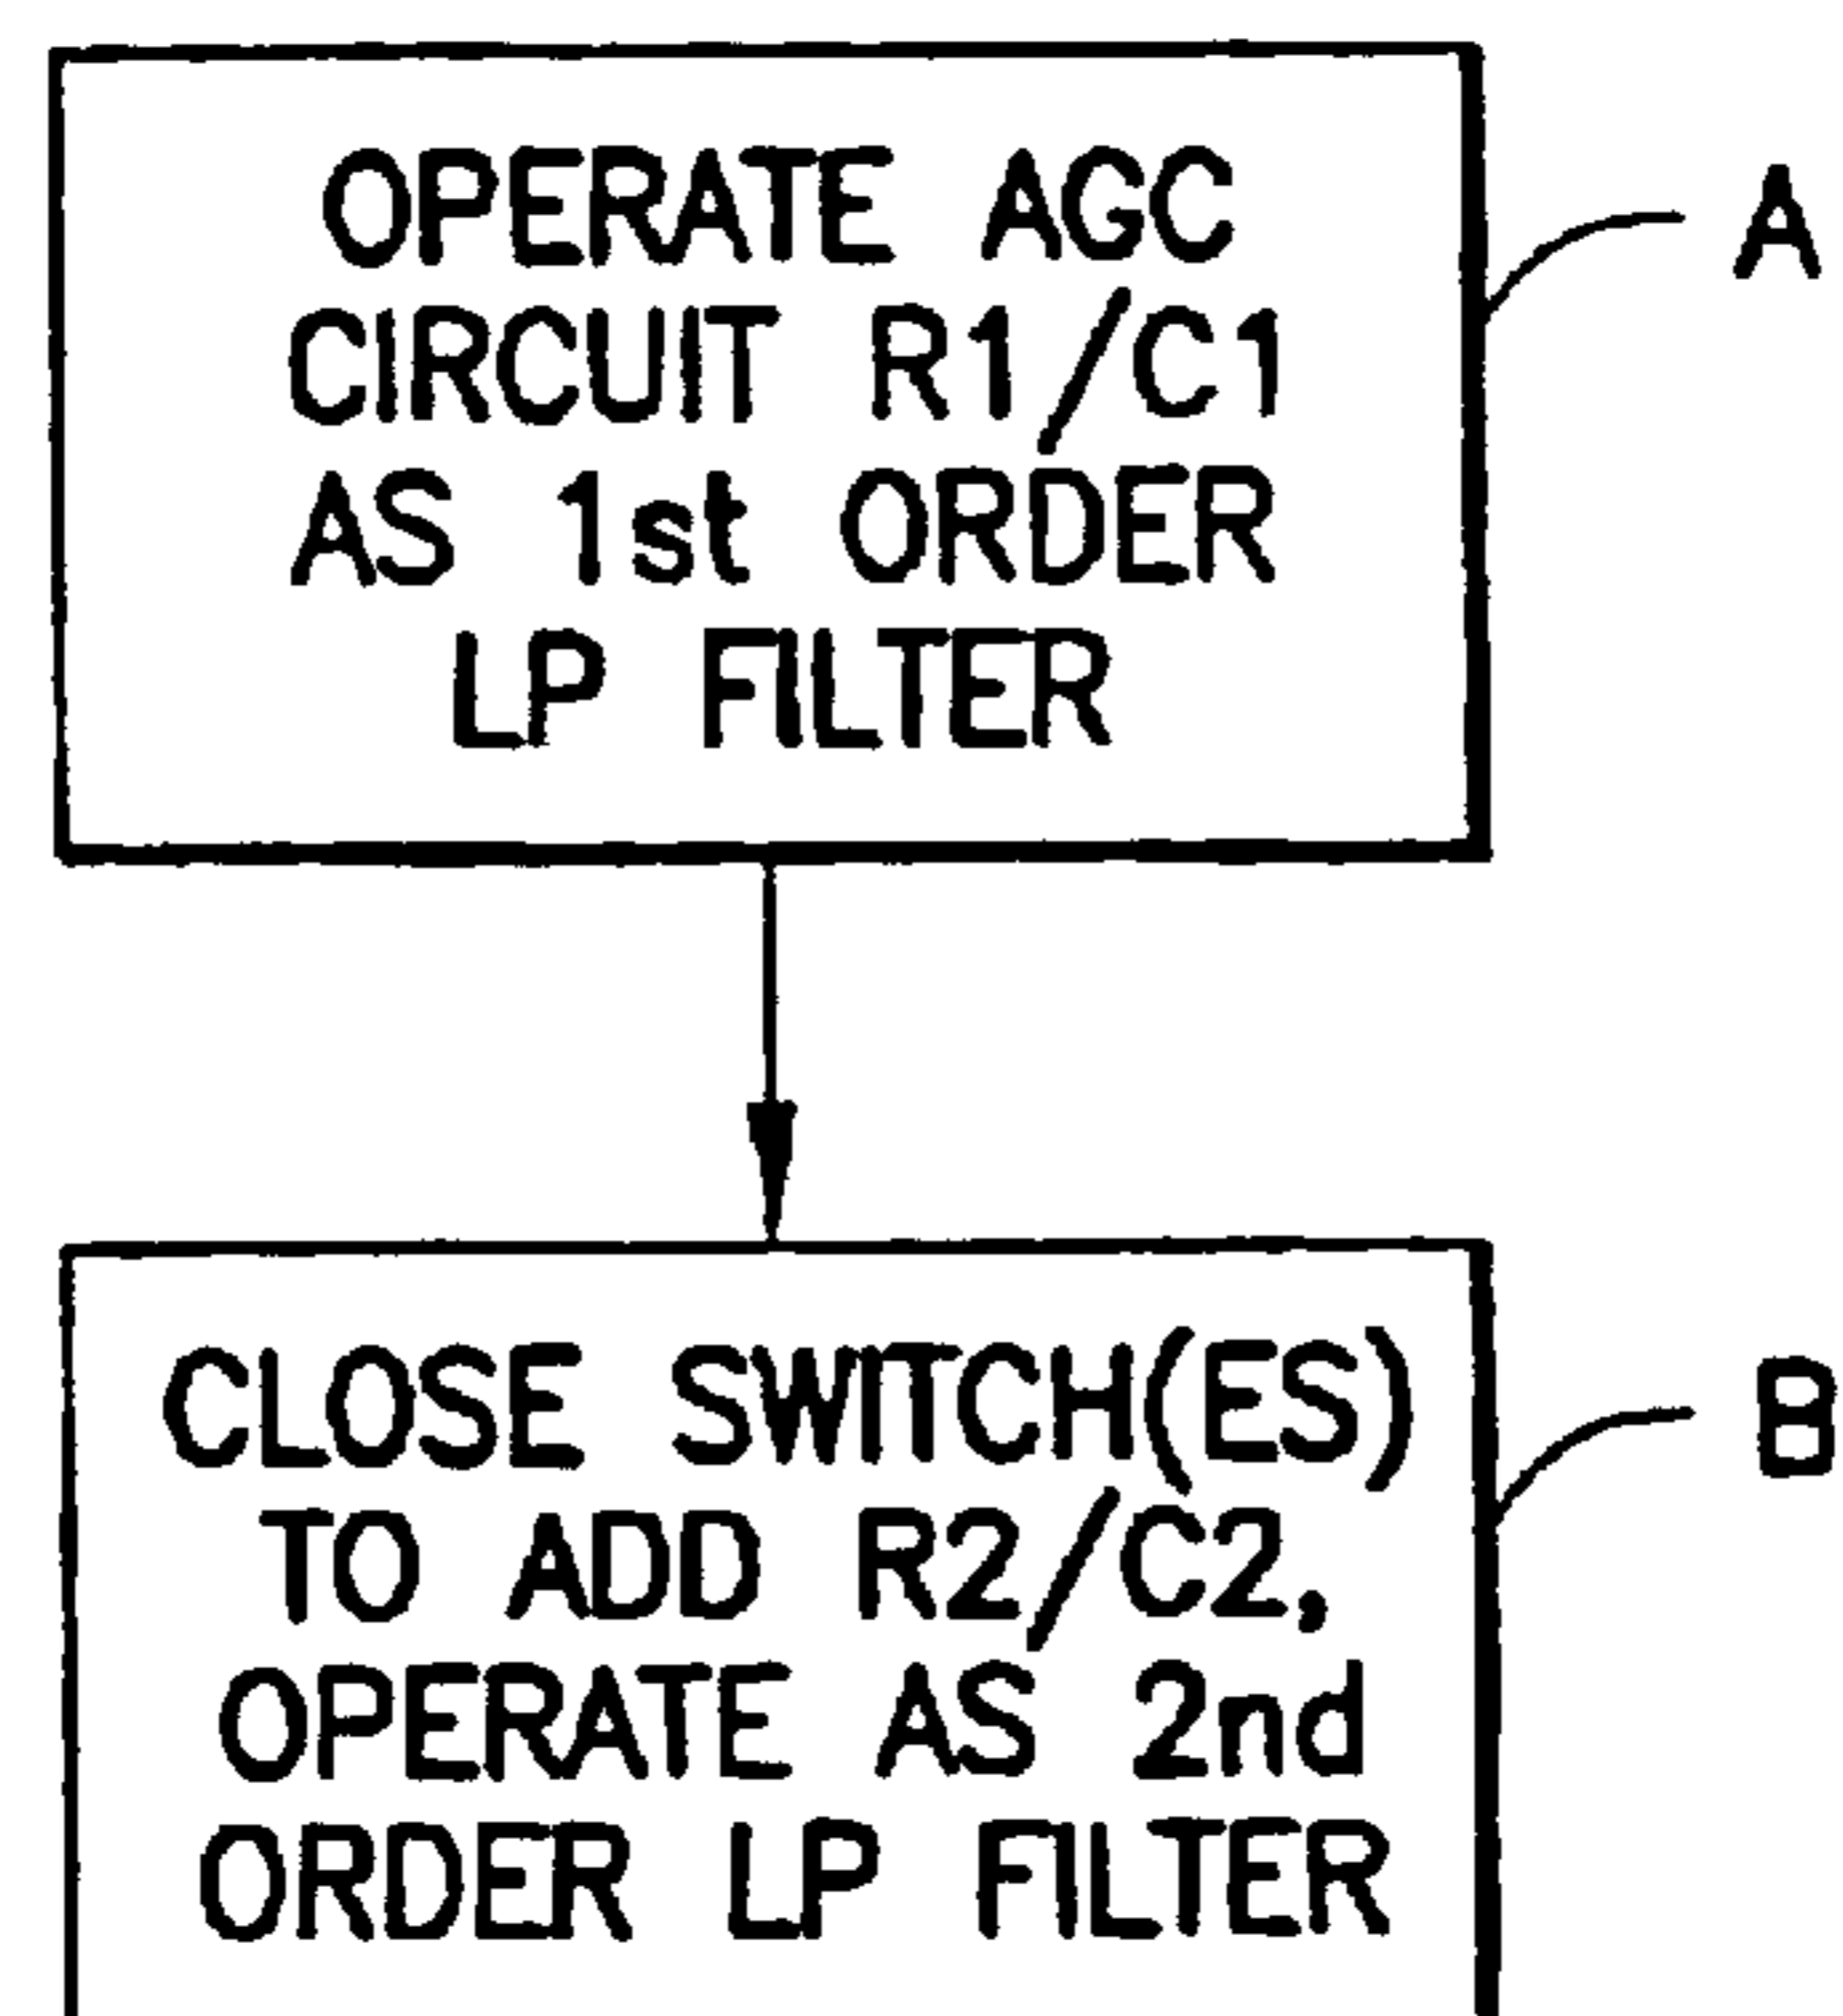 OPERATE AGC
CIRCUIT R1/C1
AS 1st ORDER
LP FILTER
A
CLOSE SWITCH(ES)
TO ADD R2/C2,
OPERATE AS 2nd
ORDER LP FILTER
B